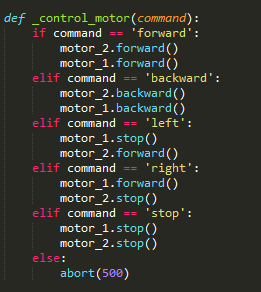 def _control_motor(command):
    if command == 'forward':
        motor_2.forward()
        motor_1.forward()
    elif command == 'backward':
        motor_2.backward()
        motor_1.backward()
    elif command == 'left':
        motor_1.stop()
        motor_2.forward()
    elif command == 'right':
        motor_1.forward()
        motor_2.stop()
    elif command == 'stop':
        motor_1.stop()
        motor_2.stop()
    else:
        abort(500)